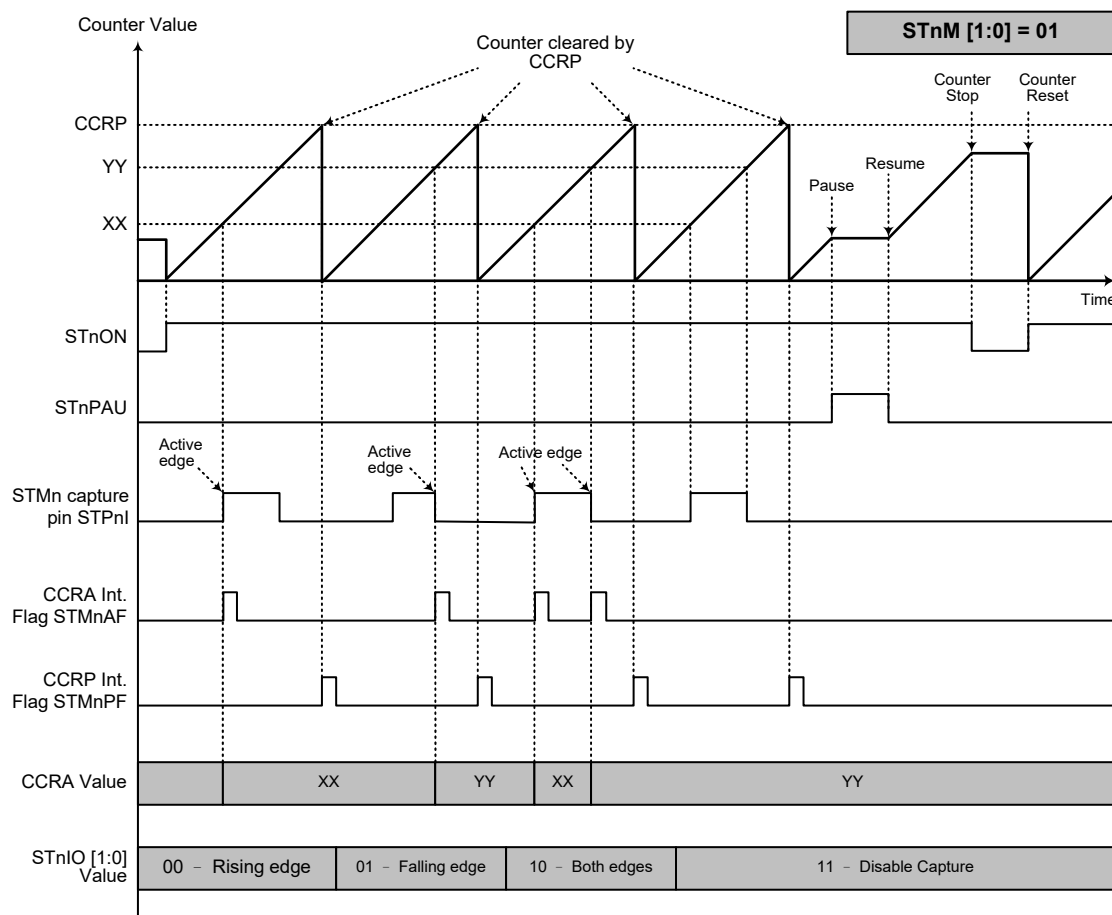 Counter Value
STnM [1:0] = 01
Counter cleared by
CCRP
Counter
Stop
Counter
Reset
CCRP
YY
XX
Pause
Resume
Time
STnON
STnPAU
Active
edge
Active
edge
Active edge
STMn capture
pin STPnI
CCRA Int.
Flag STMnAF
CCRP Int.
Flag STMnPF
CCRA Value
XX
YY
XX
YY
STnIO [1:0]
Value
00 – Rising edge
01 – Falling edge
10 – Both edges
11 – Disable Capture